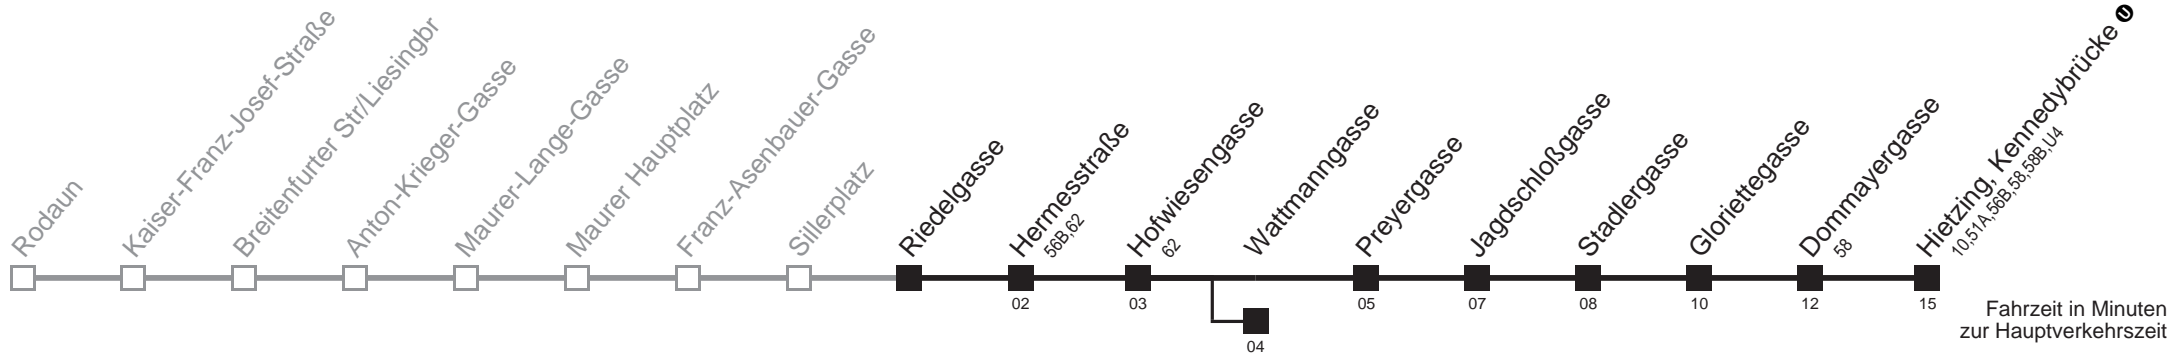 Rodaun
Kaiser-Franz-Josef-Straße
Breitenfurter Str/Liesingbr
Anton-Krieger-Gasse
Maurer-Lange-Gasse
Maurer Hauptplatz
Franz-Asenbauer-Gasse
Sillerplatz
Riedelgasse
Hermesstraße
56B,62
Hofwiesengasse
62
Wattmanngasse
Preyergasse
Jagdschloßgasse
Stadlergasse
Gloriettegasse
Dommayergasse
58
Hietzing, Kennedybrücke U
10,51A,56B,58,58B,U4
02
03
04
05
07
08
10
12
15
Fahrzeit in Minuten
zur Hauptverkehrszeit